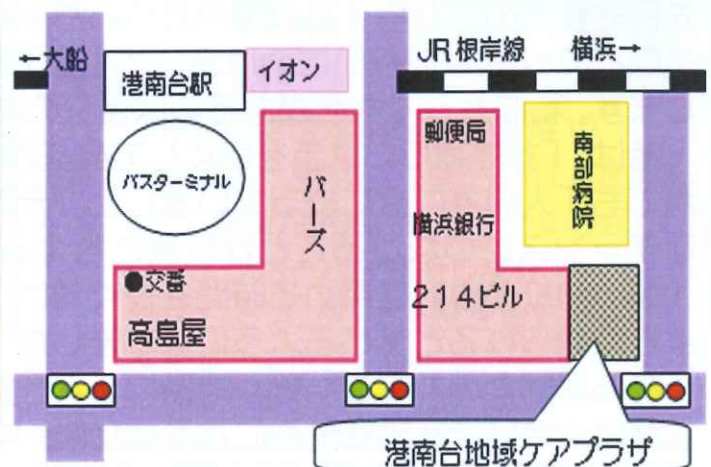 ←大船
港南台駅
イオン
JR根岸線
横浜→
バスターミナル
バーズ
郵便局
横浜銀行
南部病院
●交番
高島屋
214ビル
港南台地域ケアプラザ